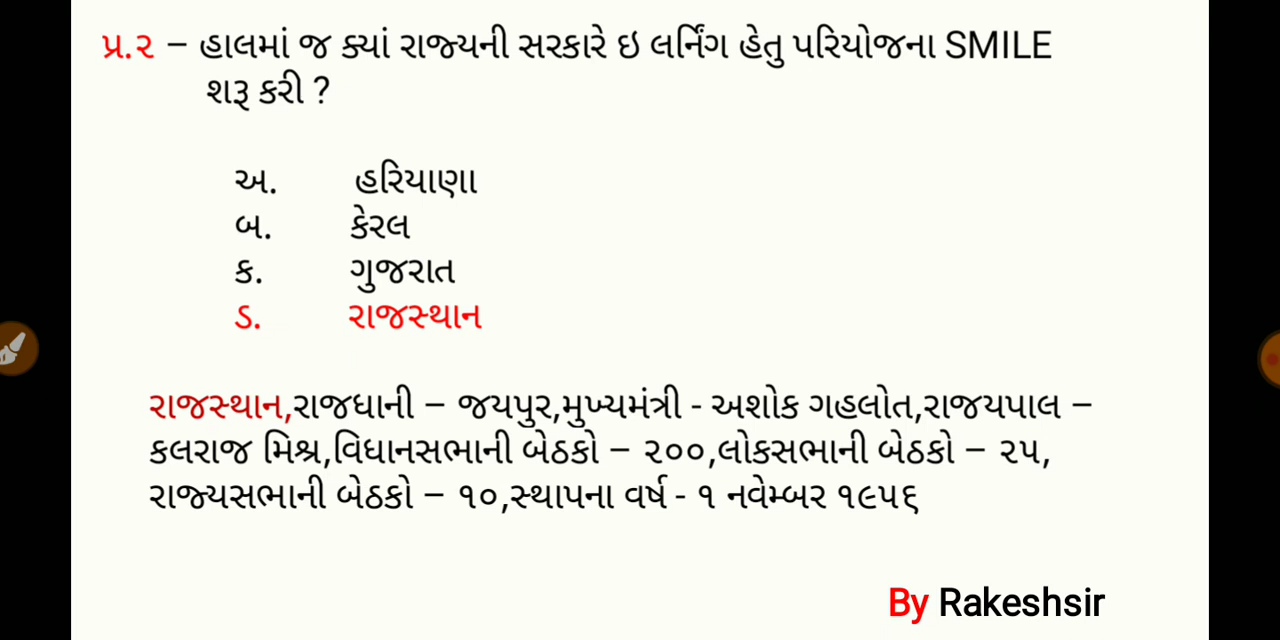 પ્ર.૨ – હાલમાં જ ક્યાં રાજ્યની સરકારે ઇ લર્નિંગ હેતુ પરિયોજના SMILE
શરૂ કરી ?
અ. હરિયાણા
બ. કેરલ
ક. ગુજરાત
ડ. રાજસ્થાન
રાજસ્થાન,રાજધાની – જયપુર,મુખ્યમંત્રી - અશોક ગહલોત,રાજયપાલ –
કલરાજ મિશ્ર,વિધાનસભાની બેઠકો – ૨૦૦,લોકસભાની બેઠકો – ૨૫,
રાજ્યસભાની બેઠકો – ૧૦,સ્થાપના વર્ષ - ૧ નવેમ્બર ૧૯૫૬
By Rakeshsir